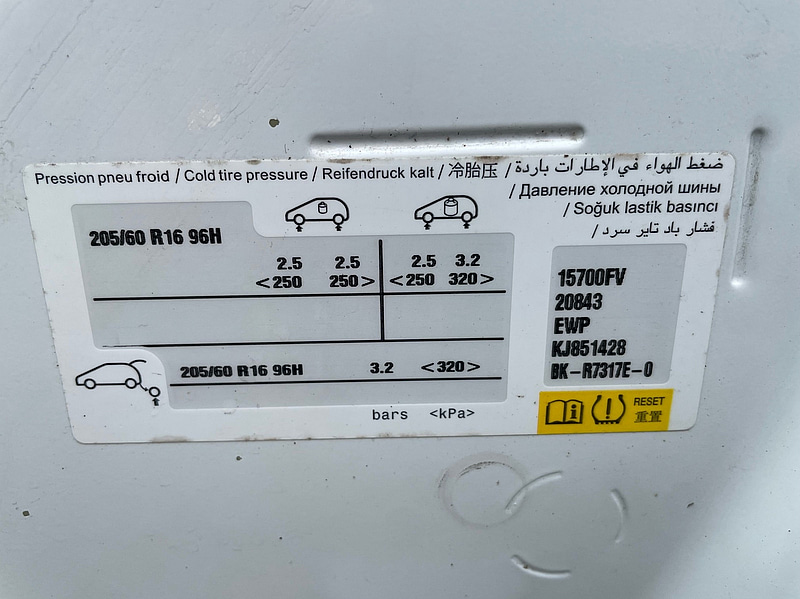 Pression pneu froid / Cold tire pressure / Reifendruck kalt / 冷胎压 / ضغط الهواء في الإطارات باردة
/ Давление холодной шины
/ Soğuk lastik basıncı
/ فشار باد تایر سرد
205/60 R16 96H
2.5 2.5 2.5 3.2
<250 250> <250 320>
205/60 R16 96H 3.2 <320>
bars <kPa>
15700FV
20843
EWP
KJ851428
BK-R7317E-0
RESET
重置